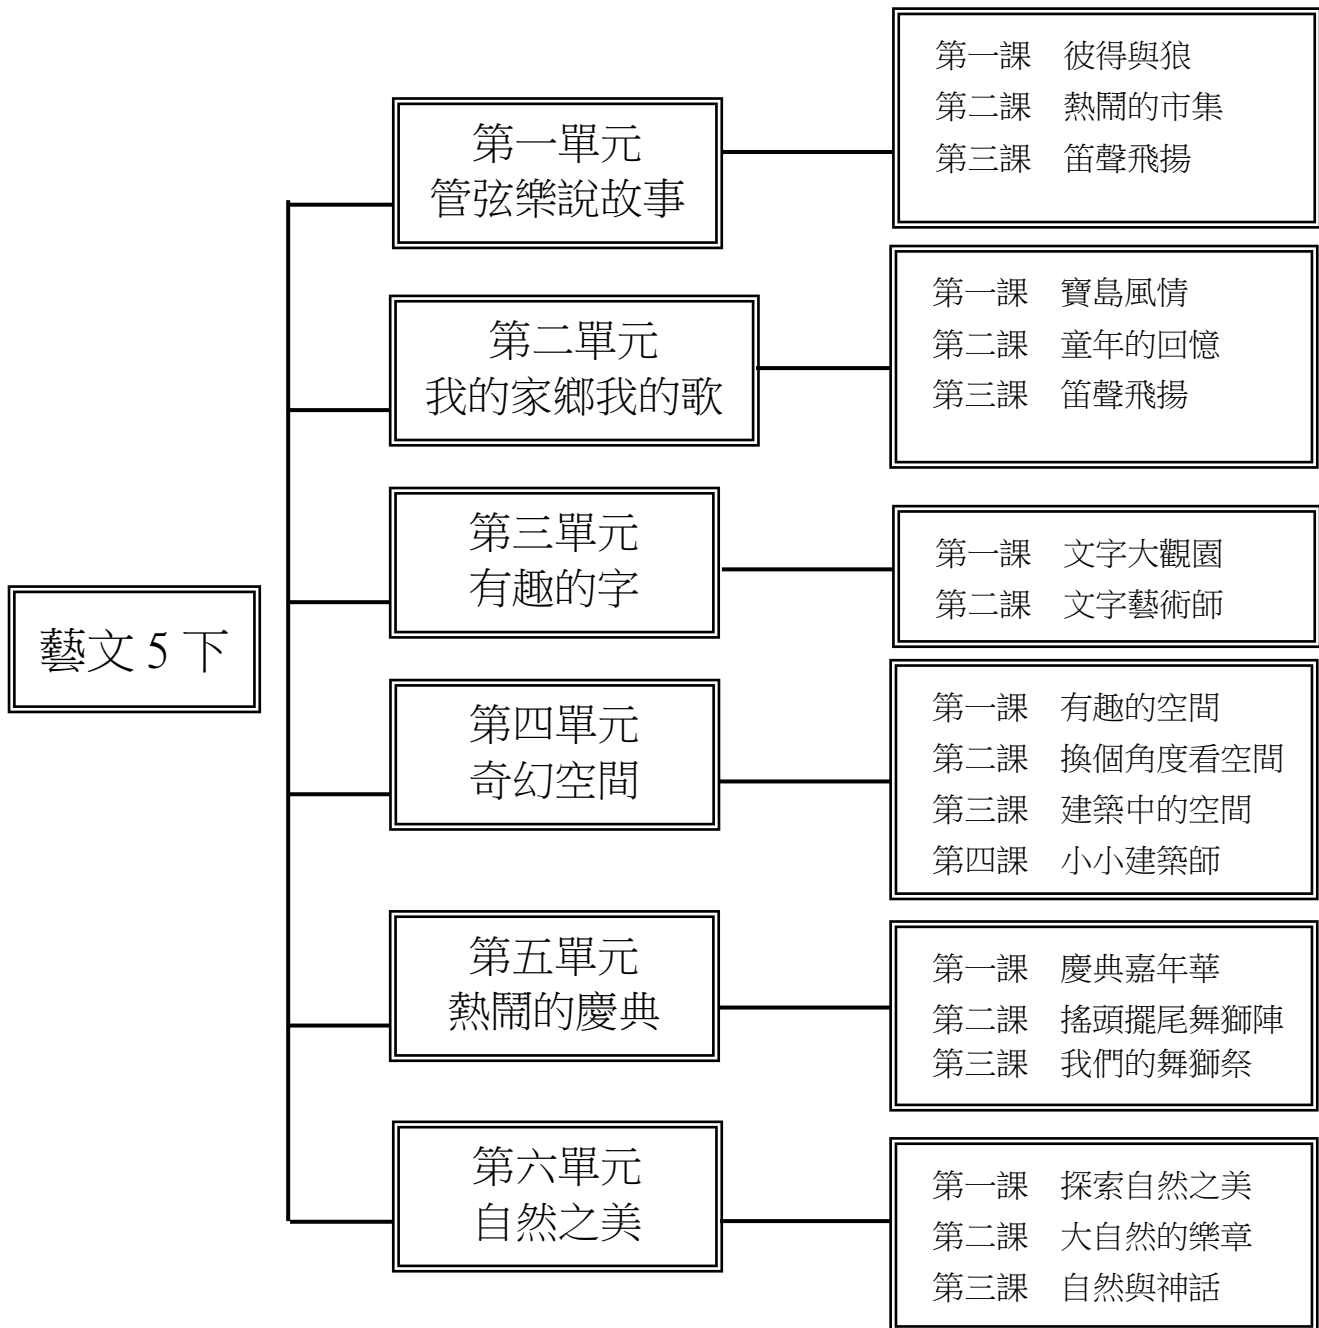 藝文 5 下
第一單元
管弦樂說故事
第一課　彼得與狼
第二課　熱鬧的市集
第三課　笛聲飛揚
第二單元
我的家鄉我的歌
第一課　寶島風情
第二課　童年的回憶
第三課　笛聲飛揚
第三單元
有趣的字
第一課　文字大觀園
第二課　文字藝術師
第四單元
奇幻空間
第一課　有趣的空間
第二課　換個角度看空間
第三課　建築中的空間
第四課　小小建築師
第五單元
熱鬧的慶典
第一課　慶典嘉年華
第二課　搖頭擺尾舞獅陣
第三課　我們的舞獅祭
第六單元
自然之美
第一課　探索自然之美
第二課　大自然的樂章
第三課　自然與神話